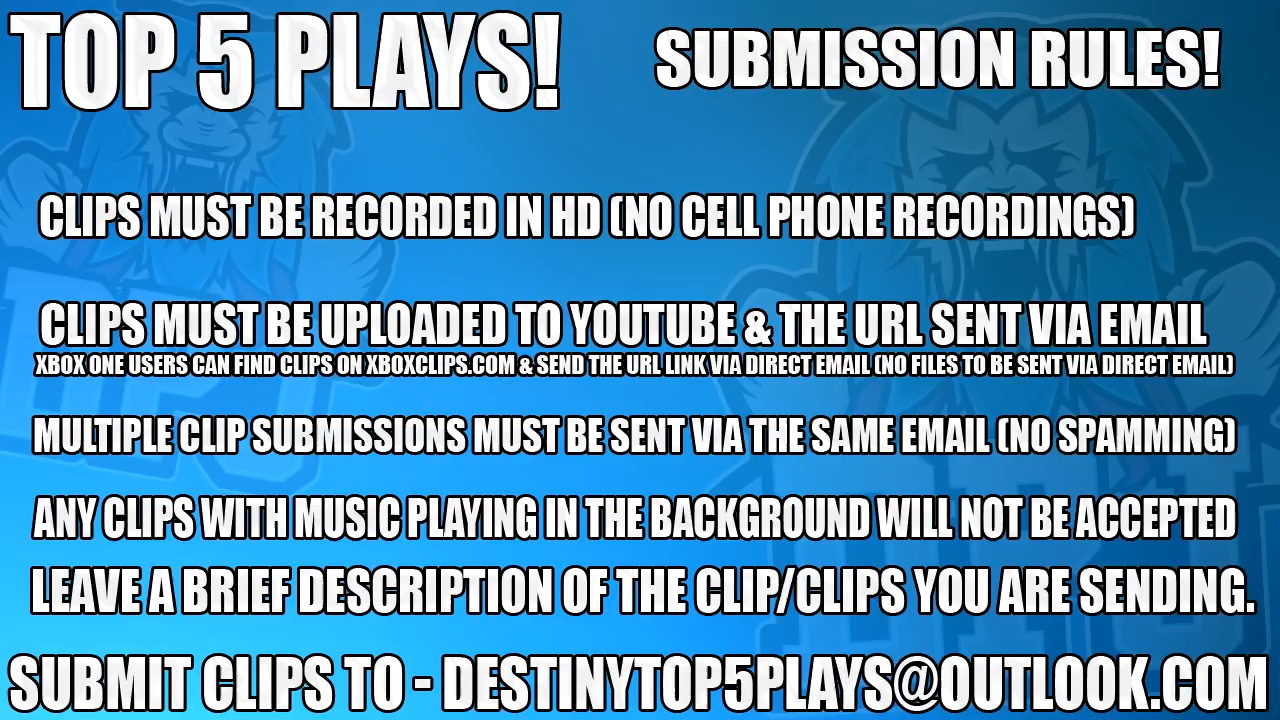 TOP 5 PLAYS!
SUBMISSION RULES!
CLIPS MUST BE RECORDED IN HD (NO CELL PHONE RECORDINGS)
CLIPS MUST BE UPLOADED TO YOUTUBE & THE URL SENT VIA EMAIL
XBOX ONE USERS CAN FIND CLIPS ON XBOXCLIPS.COM & SEND THE URL LINK VIA DIRECT EMAIL (NO FILES TO BE SENT VIA DIRECT EMAIL)
MULTIPLE CLIP SUBMISSIONS MUST BE SENT VIA THE SAME EMAIL (NO SPAMMING)
ANY CLIPS WITH MUSIC PLAYING IN THE BACKGROUND WILL NOT BE ACCEPTED
LEAVE A BRIEF DESCRIPTION OF THE CLIP/CLIPS YOU ARE SENDING.
SUBMIT CLIPS TO - DESTINYTOP5PLAYS@OUTLOOK.COM